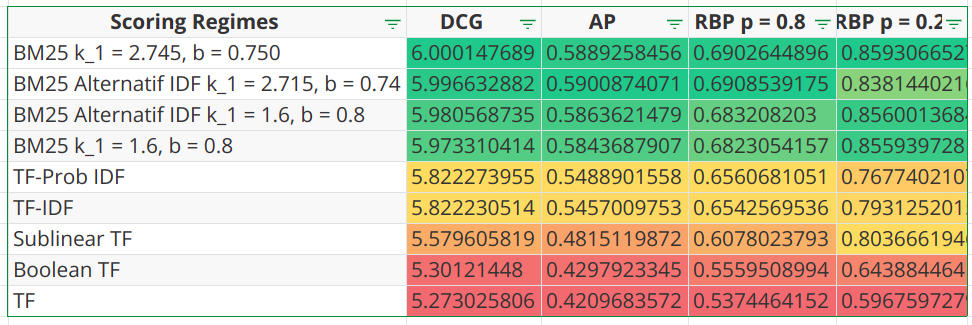 Scoring Regimes DCG AP RBP p = 0.8 RBP p = 0.2
BM25 k_1 = 2.745, b = 0.750 6.000147689 0.5889258456 0.6902644896 0.859306652
BM25 Alternatif IDF k_1 = 2.715, b = 0.74 5.996632882 0.5900874071 0.6908539175 0.838144021
BM25 Alternatif IDF k_1 = 1.6, b = 0.8 5.980568735 0.5863621479 0.683208203 0.856001368
BM25 k_1 = 1.6, b = 0.8 5.973310414 0.5843687907 0.6823054157 0.855939728
TF-Prob IDF 5.822273955 0.5488901558 0.6560681051 0.767740210
TF-IDF 5.822230514 0.5457009753 0.6542569536 0.793125201
Sublinear TF 5.579605819 0.4815119872 0.6078023793 0.803666194
Boolean TF 5.30121448 0.4297923345 0.5559508994 0.643884464
TF 5.273025806 0.4209683572 0.5374464152 0.596759727